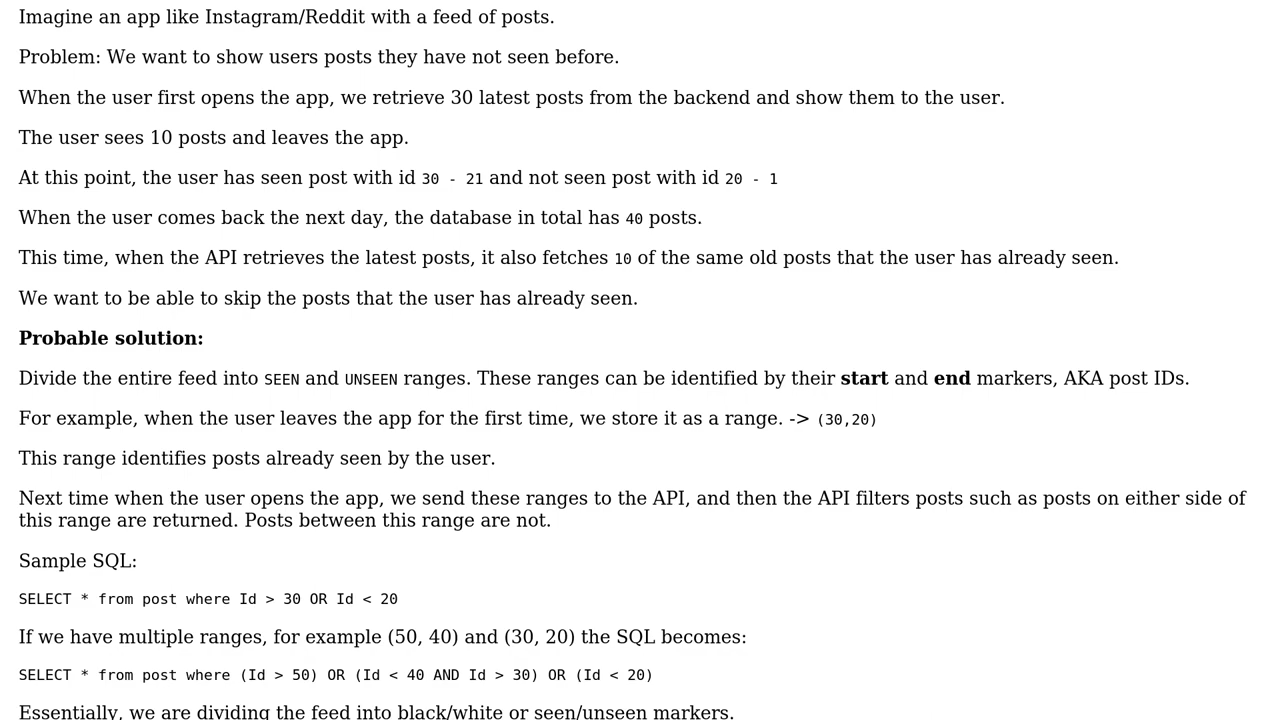 Imagine an app like Instagram/Reddit with a feed of posts.
Problem: We want to show users posts they have not seen before.
When the user first opens the app, we retrieve 30 latest posts from the backend and show them to the user.
The user sees 10 posts and leaves the app.
At this point, the user has seen post with id 30 - 21 and not seen post with id 20 - 1
When the user comes back the next day, the database in total has 40 posts.
This time, when the API retrieves the latest posts, it also fetches 10 of the same old posts that the user has already seen.
We want to be able to skip the posts that the user has already seen.
Probable solution:
Divide the entire feed into SEEN and UNSEEN ranges. These ranges can be identified by their start and end markers, AKA post IDs.
For example, when the user leaves the app for the first time, we store it as a range. -> (30,20)
This range identifies posts already seen by the user.
Next time when the user opens the app, we send these ranges to the API, and then the API filters posts such as posts on either side of
this range are returned. Posts between this range are not.
Sample SQL:
SELECT * from post where Id > 30 OR Id < 20
If we have multiple ranges, for example (50, 40) and (30, 20) the SQL becomes:
SELECT * from post where (Id > 50) OR (Id < 40 AND Id > 30) OR (Id < 20)
Essentially, we are dividing the feed into black/white or seen/unseen markers.